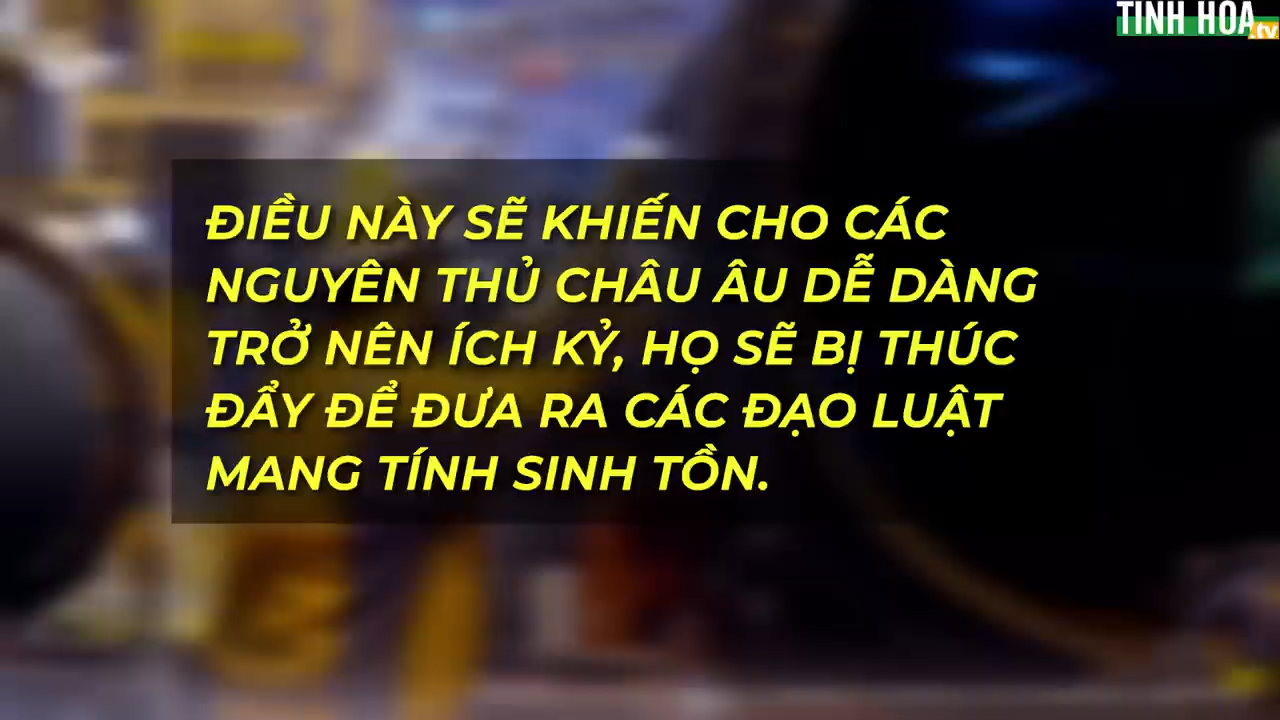 TINH HOA
.tv
ĐIỀU NÀY SẼ KHIẾN CHO CÁC
NGUYÊN THỦ CHÂU ÂU DỄ DÀNG
TRỞ NÊN ÍCH KỶ, HỌ SẼ BỊ THÚC
ĐẨY ĐỂ ĐƯA RA CÁC ĐẠO LUẬT
MANG TÍNH SINH TỒN.